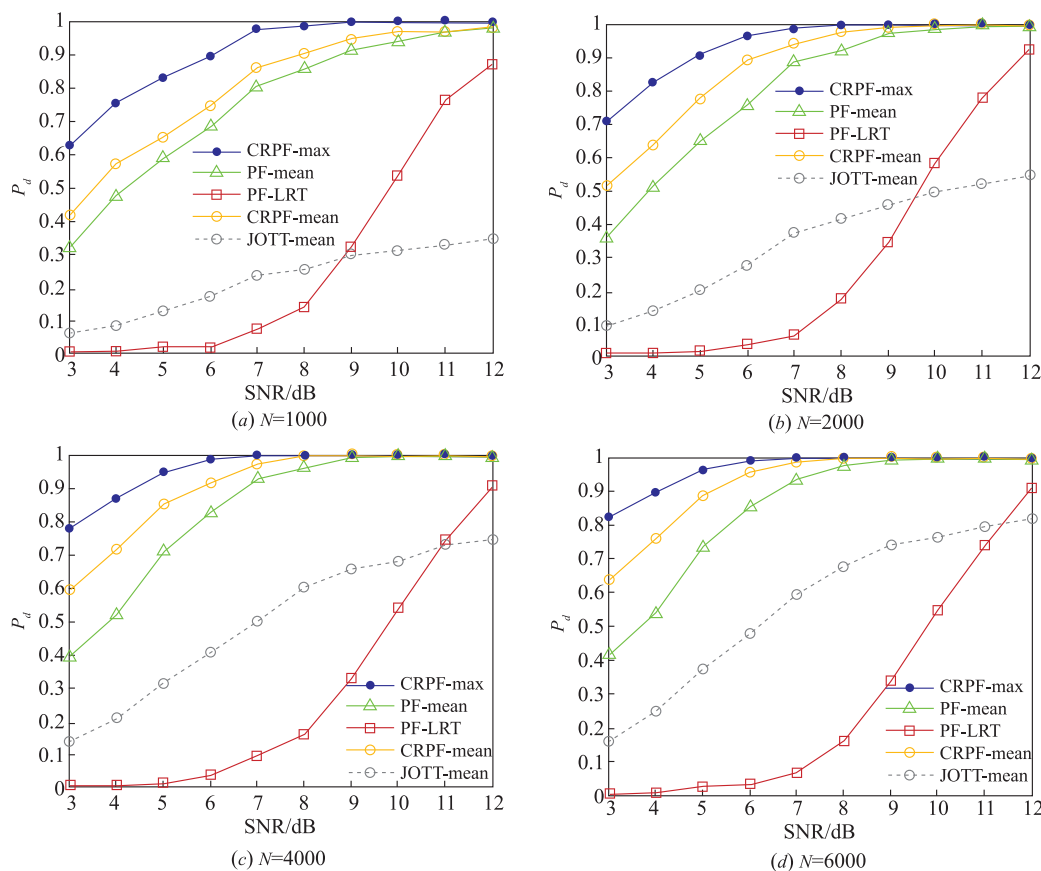 1
0.9
0.8
0.7
0.6
0.5
0.4
0.3
0.2
0.1
0
P_d
CRPF-max
PF-mean
PF-LRT
CRPF-mean
JOTT-mean
3 4 5 6 7 8 9 10 11 12
SNR/dB
(a) N=1000
1
0.9
0.8
0.7
0.6
0.5
0.4
0.3
0.2
0.1
0
P_d
CRPF-max
PF-mean
PF-LRT
CRPF-mean
JOTT-mean
3 4 5 6 7 8 9 10 11 12
SNR/dB
(b) N=2000
1
0.9
0.8
0.7
0.6
0.5
0.4
0.3
0.2
0.1
0
P_d
CRPF-max
PF-mean
PF-LRT
CRPF-mean
JOTT-mean
3 4 5 6 7 8 9 10 11 12
SNR/dB
(c) N=4000
1
0.9
0.8
0.7
0.6
0.5
0.4
0.3
0.2
0.1
0
P_d
CRPF-max
PF-mean
PF-LRT
CRPF-mean
JOTT-mean
3 4 5 6 7 8 9 10 11 12
SNR/dB
(d) N=6000